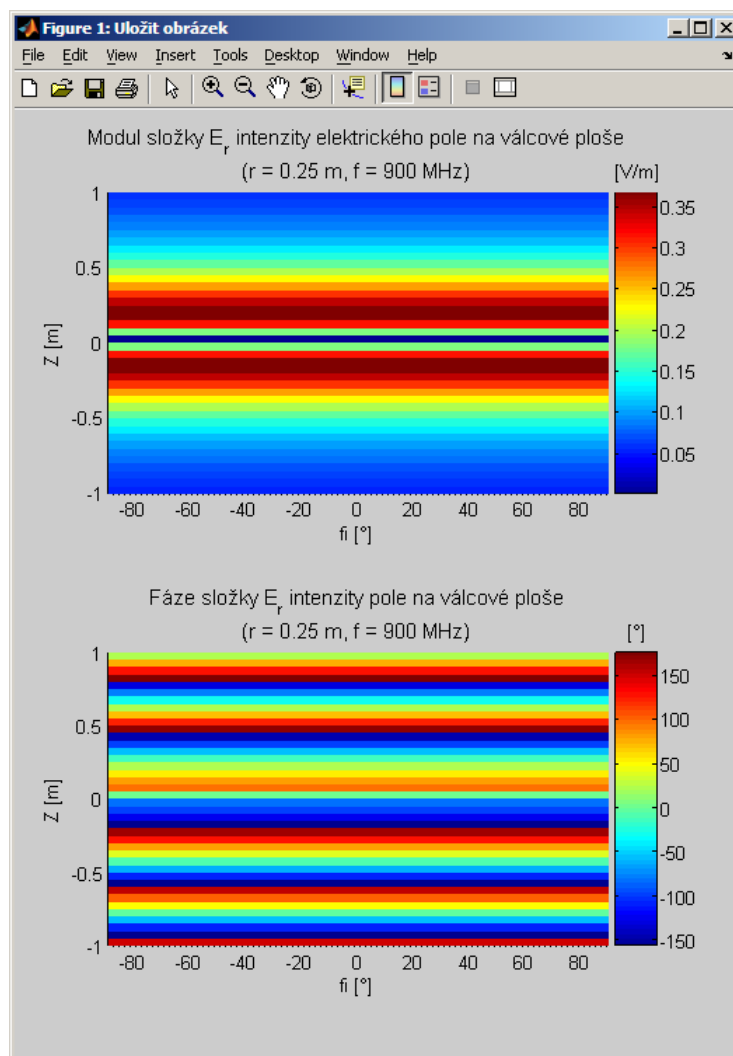 Figure 1: Uložit obrázek
File Edit View Insert Tools Desktop Window Help
Modul složky E_r intenzity elektrického pole na válcové ploše
(r = 0.25 m, f = 900 MHz)
[V/m]
1
0.5
0
-0.5
-1
Z [m]
-80 -60 -40 -20 0 20 40 60 80
fi [°]
0.35
0.3
0.25
0.2
0.15
0.1
0.05
Fáze složky E_r intenzity pole na válcové ploše
(r = 0.25 m, f = 900 MHz)
[°]
1
0.5
0
-0.5
-1
Z [m]
-80 -60 -40 -20 0 20 40 60 80
fi [°]
150
100
50
0
-50
-100
-150